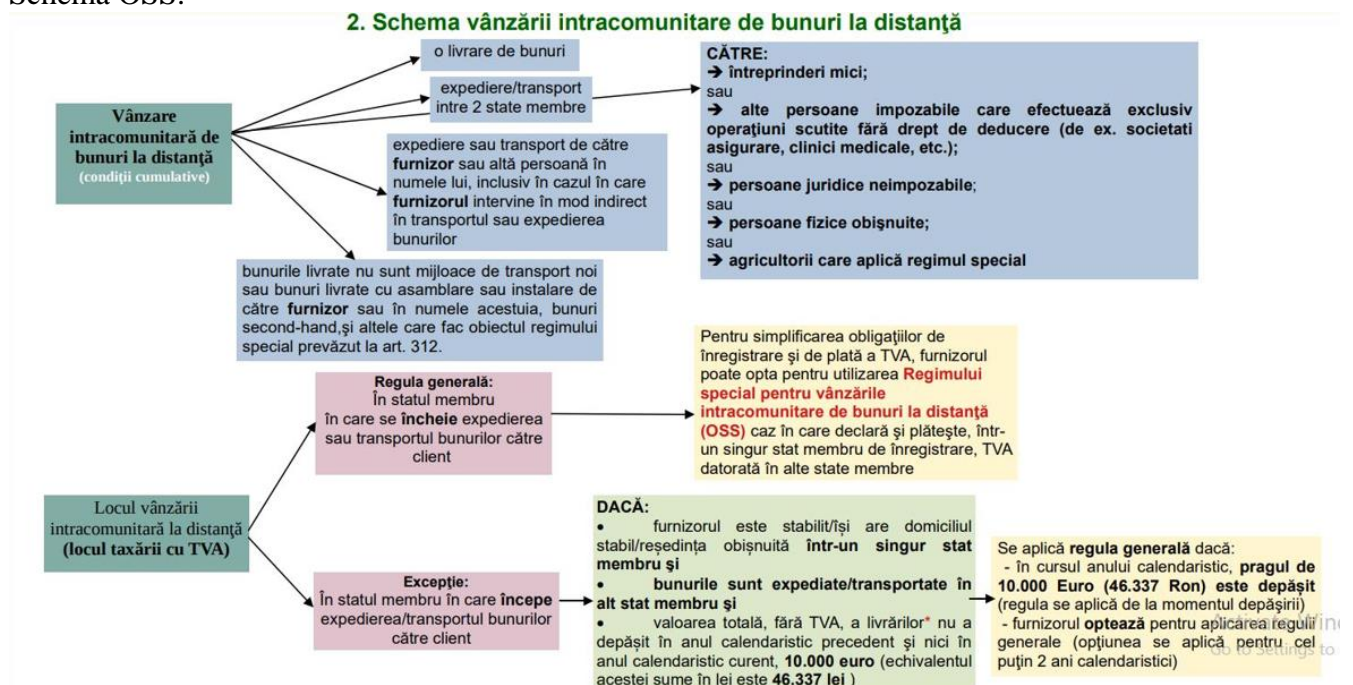 Schema OSS:
2. Schema vânzării intracomunitare de bunuri la distanţă
o livrare de bunuri
expediere/transport
intre 2 state membre
Vânzare
intracomunitară de
bunuri la distanţă
(condiţii cumulative)
expediere sau transport de către
furnizor sau altă persoană în
numele lui, inclusiv în cazul în care
furnizorul intervine în mod indirect
în transportul sau expedierea
bunurilor
bunurile livrate nu sunt mijloace de transport noi
sau bunuri livrate cu asamblare sau instalare de
către furnizor sau în numele acestuia, bunuri
second-hand,şi altele care fac obiectul regimului
special prevăzut la art. 312.
CĂTRE:
➔ întreprinderi mici;
sau
➔ alte persoane impozabile care efectuează exclusiv
operaţiuni scutite fără drept de deducere (de ex. societati
asigurare, clinici medicale, etc.);
sau
➔ persoane juridice neimpozabile;
sau
➔ persoane fizice obişnuite;
sau
➔ agricultorii care aplică regimul special
Regula generală:
În statul membru
în care se încheie expedierea
sau transportul bunurilor către
client
Pentru simplificarea obligaţiilor de
înregistrare şi de plată a TVA, furnizorul
poate opta pentru utilizarea Regimului
special pentru vânzările
intracomunitare de bunuri la distanţă
(OSS) caz în care declară şi plăteşte, într-
un singur stat membru de înregistrare, TVA
datorată în alte state membre
Locul vânzării
intracomunitară la distanţă
(locul taxării cu TVA)
Excepţie:
În statul membru în care începe
expedierea/transportul bunurilor
către client
DACĂ:
• furnizorul este stabilit/îşi are domiciliul
stabil/reşedinţa obişnuită într-un singur stat
membru şi
• bunurile sunt expediate/transportate în
alt stat membru şi
• valoarea totală, fără TVA, a livrărilor* nu a
depăşit în anul calendaristic precedent şi nici în
anul calendaristic curent, 10.000 euro (echivalentul
acestei sume în lei este 46.337 lei )
Se aplică regula generală dacă:
- în cursul anului calendaristic, pragul de
10.000 Euro (46.337 Ron) este depăşit
(regula se aplică de la momentul depăşirii)
- furnizorul optează pentru aplicarea regulii
generale (opţiunea se aplică pentru cel
puţin 2 ani calendaristici)
Go to Settings to